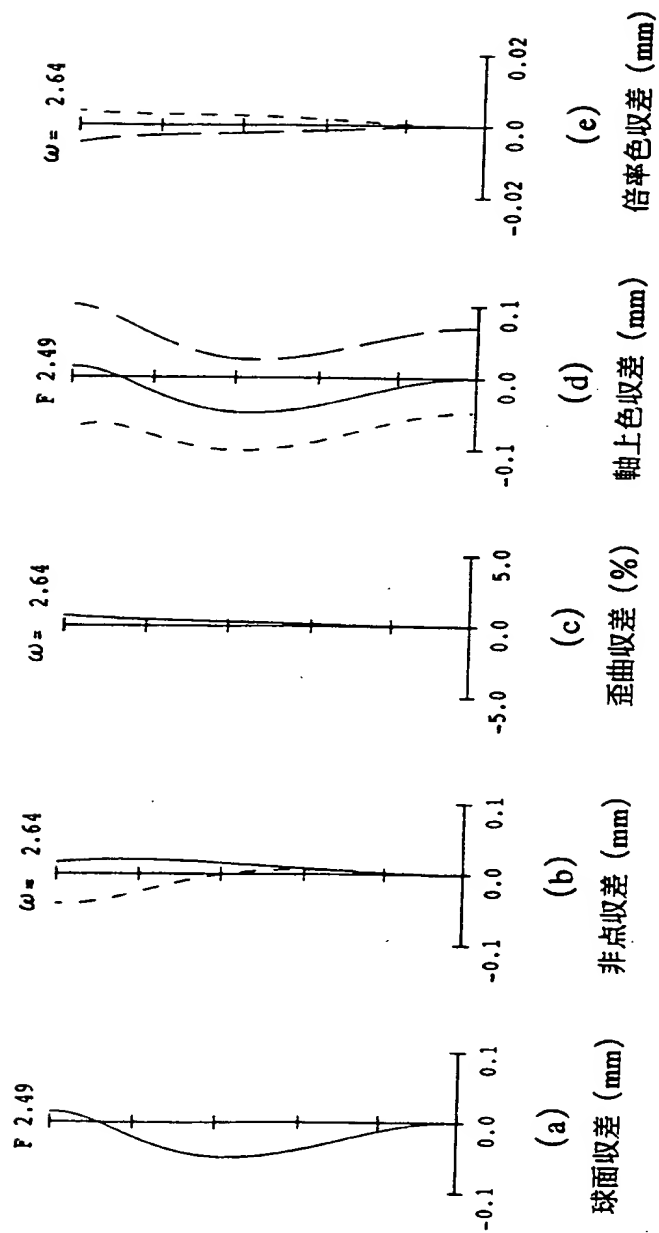 F 2.49
-0.1 0.0 0.1
(a)
球面収差 (mm)
ω= 2.64
-0.1 0.0 0.1
(b)
非点収差 (mm)
ω= 2.64
-5.0 0.0 5.0
(c)
歪曲収差 (%)
F 2.49
-0.1 0.0 0.1
(d)
軸上色収差 (mm)
ω= 2.64
-0.02 0.0 0.02
(e)
倍率色収差 (mm)